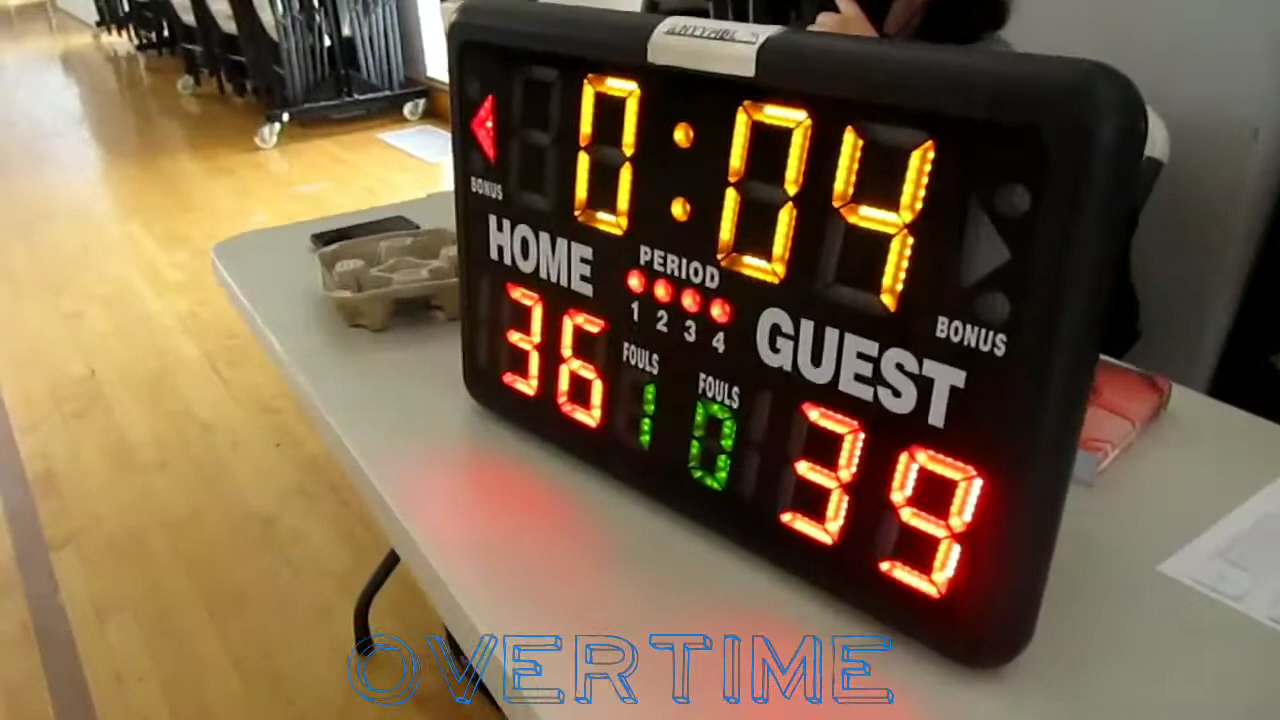 0:04
BONUS
HOME
PERIOD
1 2 3 4
GUEST
BONUS
36
FOULS
1
FOULS
0
39
OVERTIME